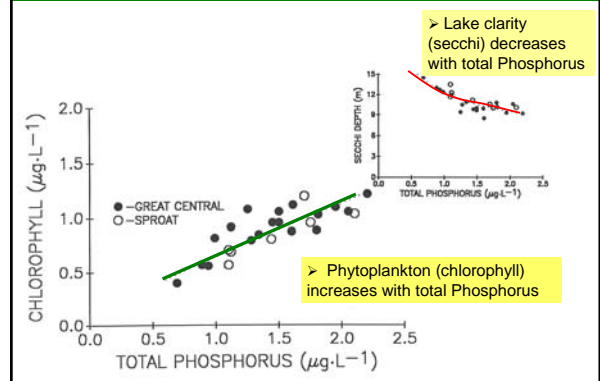 ➢ Lake clarity
(secchi) decreases
with total Phosphorus
SECCHI DEPTH (m)
15
12
9
6
3
0
0.0 0.5 1.0 1.5 2.0 2.5
TOTAL PHOSPHORUS (μg·L−1)
CHLOROPHYLL (μg·L−1)
2.0
1.5
1.0
0.5
0.0
●–GREAT CENTRAL
○–SPROAT
➢ Phytoplankton (chlorophyll)
increases with total Phosphorus
0.0 0.5 1.0 1.5 2.0 2.5
TOTAL PHOSPHORUS (μg·L−1)